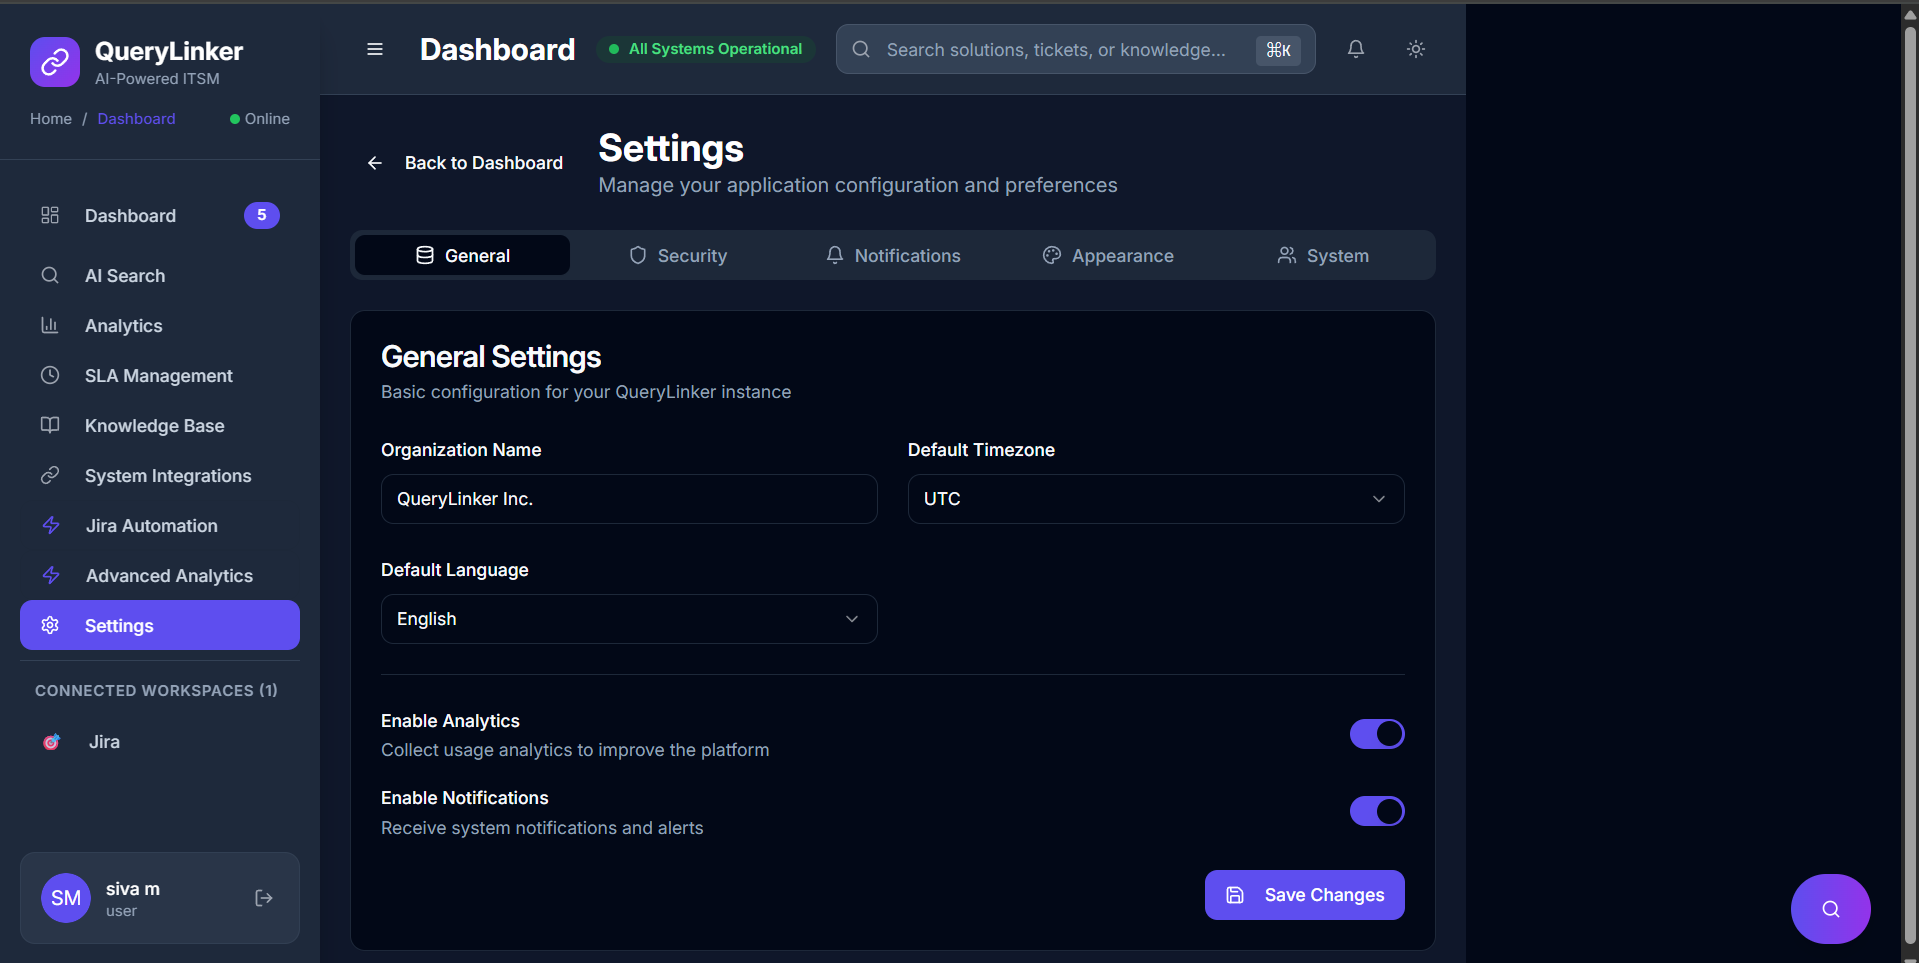 QueryLinker
AI-Powered ITSM
Home / Dashboard
Online
Dashboard
5
AI Search
Analytics
SLA Management
Knowledge Base
System Integrations
Jira Automation
Advanced Analytics
Settings
CONNECTED WORKSPACES (1)
Jira
SM
siva m
user
Dashboard
All Systems Operational
Search solutions, tickets, or knowledge...
⌘K
Back to Dashboard
Settings
Manage your application configuration and preferences
General
Security
Notifications
Appearance
System
General Settings
Basic configuration for your QueryLinker instance
Organization Name
QueryLinker Inc.
Default Timezone
UTC
Default Language
English
Enable Analytics
Collect usage analytics to improve the platform
Enable Notifications
Receive system notifications and alerts
Save Changes